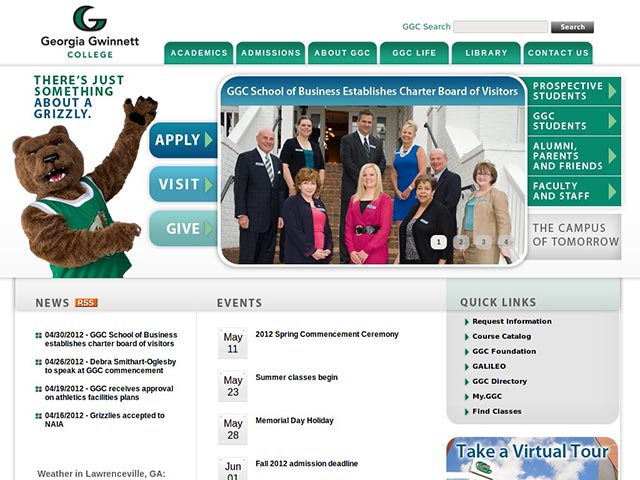 Georgia Gwinnett
COLLEGE
GGC Search
Search
ACADEMICS
ADMISSIONS
ABOUT GGC
GGC LIFE
LIBRARY
CONTACT US
THERE'S JUST
SOMETHING
ABOUT A
GRIZZLY.
APPLY
VISIT
GIVE
GGC School of Business Establishes Charter Board of Visitors
1 2 3 4
PROSPECTIVE
STUDENTS
GGC
STUDENTS
ALUMNI,
PARENTS
AND FRIENDS
FACULTY
AND STAFF
THE CAMPUS
OF TOMORROW
NEWS RSS
04/30/2012 - GGC School of Business
establishes charter board of visitors
04/26/2012 - Debra Smithart-Oglesby
to speak at GGC commencement
04/19/2012 - GGC receives approval
on athletics facilities plans
04/16/2012 - Grizzlies accepted to
NAIA
Weather in Lawrenceville, GA:
EVENTS
May
11
2012 Spring Commencement Ceremony
May
23
Summer classes begin
May
28
Memorial Day Holiday
Jun
01
Fall 2012 admission deadline
QUICK LINKS
Request Information
Course Catalog
GGC Foundation
GALILEO
GGC Directory
My.GGC
Find Classes
Take a Virtual Tour